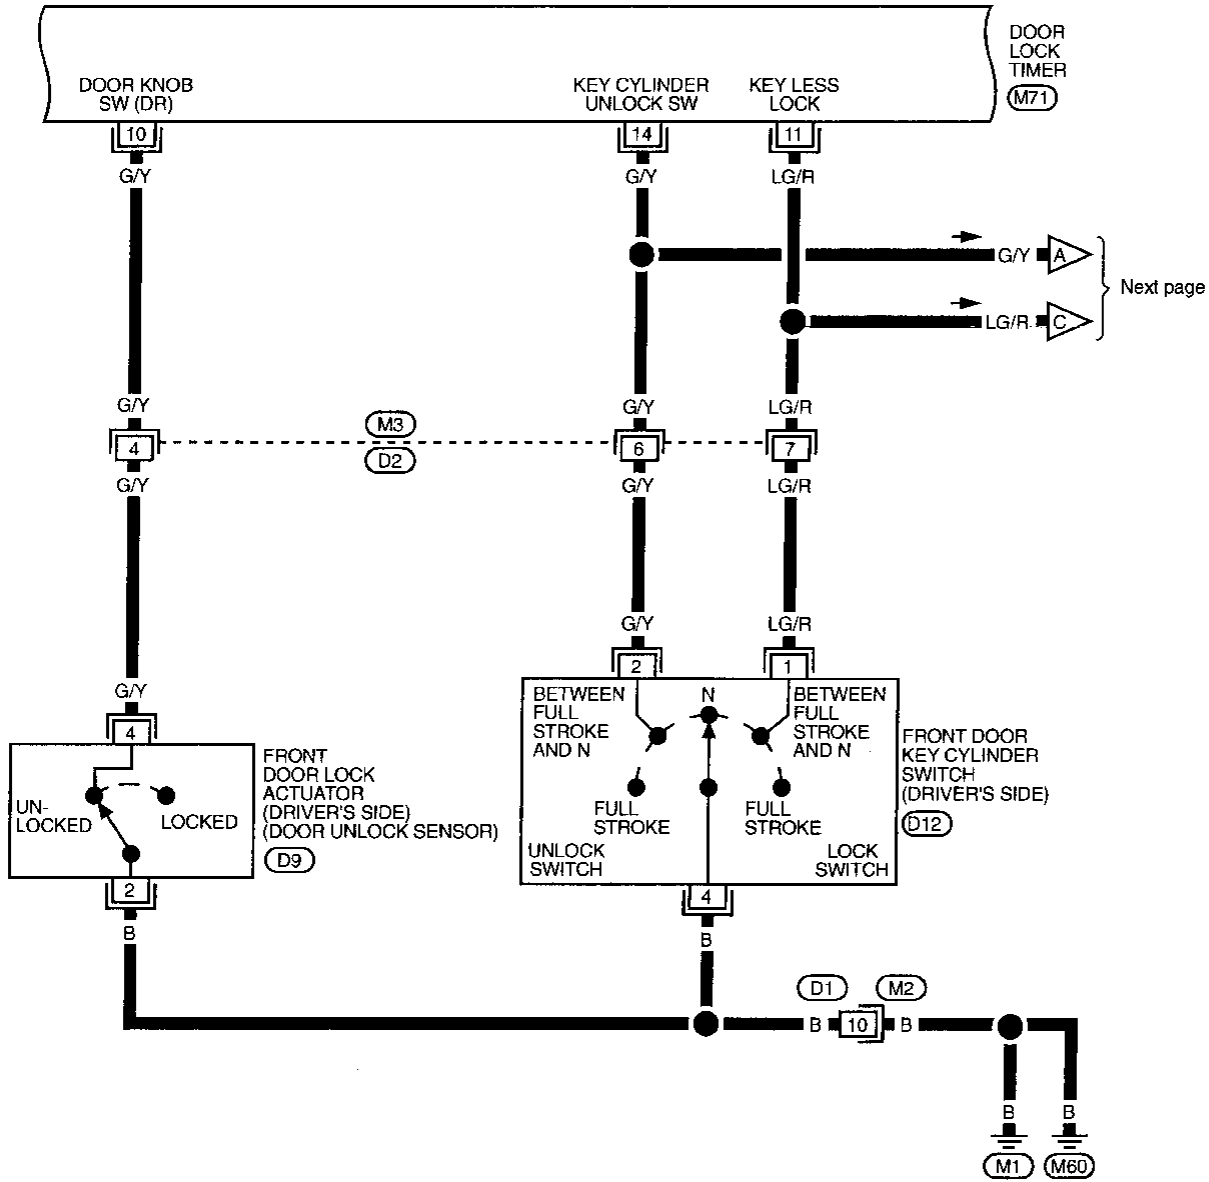 DOOR
LOCK
TIMER
M71
DOOR KNOB
SW (DR)
KEY CYLINDER
UNLOCK SW
KEY LESS
LOCK
10
14
11
G/Y
G/Y
LG/R
G/Y
A
Next page
LG/R
C
G/Y
G/Y
LG/R
M3
4
6
7
D2
G/Y
G/Y
LG/R
G/Y
LG/R
2
1
G/Y
4
BETWEEN
FULL
STROKE
AND N
N
BETWEEN
FULL
STROKE
AND N
FRONT DOOR
KEY CYLINDER
SWITCH
(DRIVER'S SIDE)
D12
FULL
STROKE
FULL
STROKE
UNLOCK
SWITCH
LOCK
SWITCH
FRONT
DOOR LOCK
ACTUATOR
(DRIVER'S SIDE)
(DOOR UNLOCK SENSOR)
D9
UN-
LOCKED
LOCKED
2
4
B
B
D1
M2
B
10
B
B
B
M1
M60